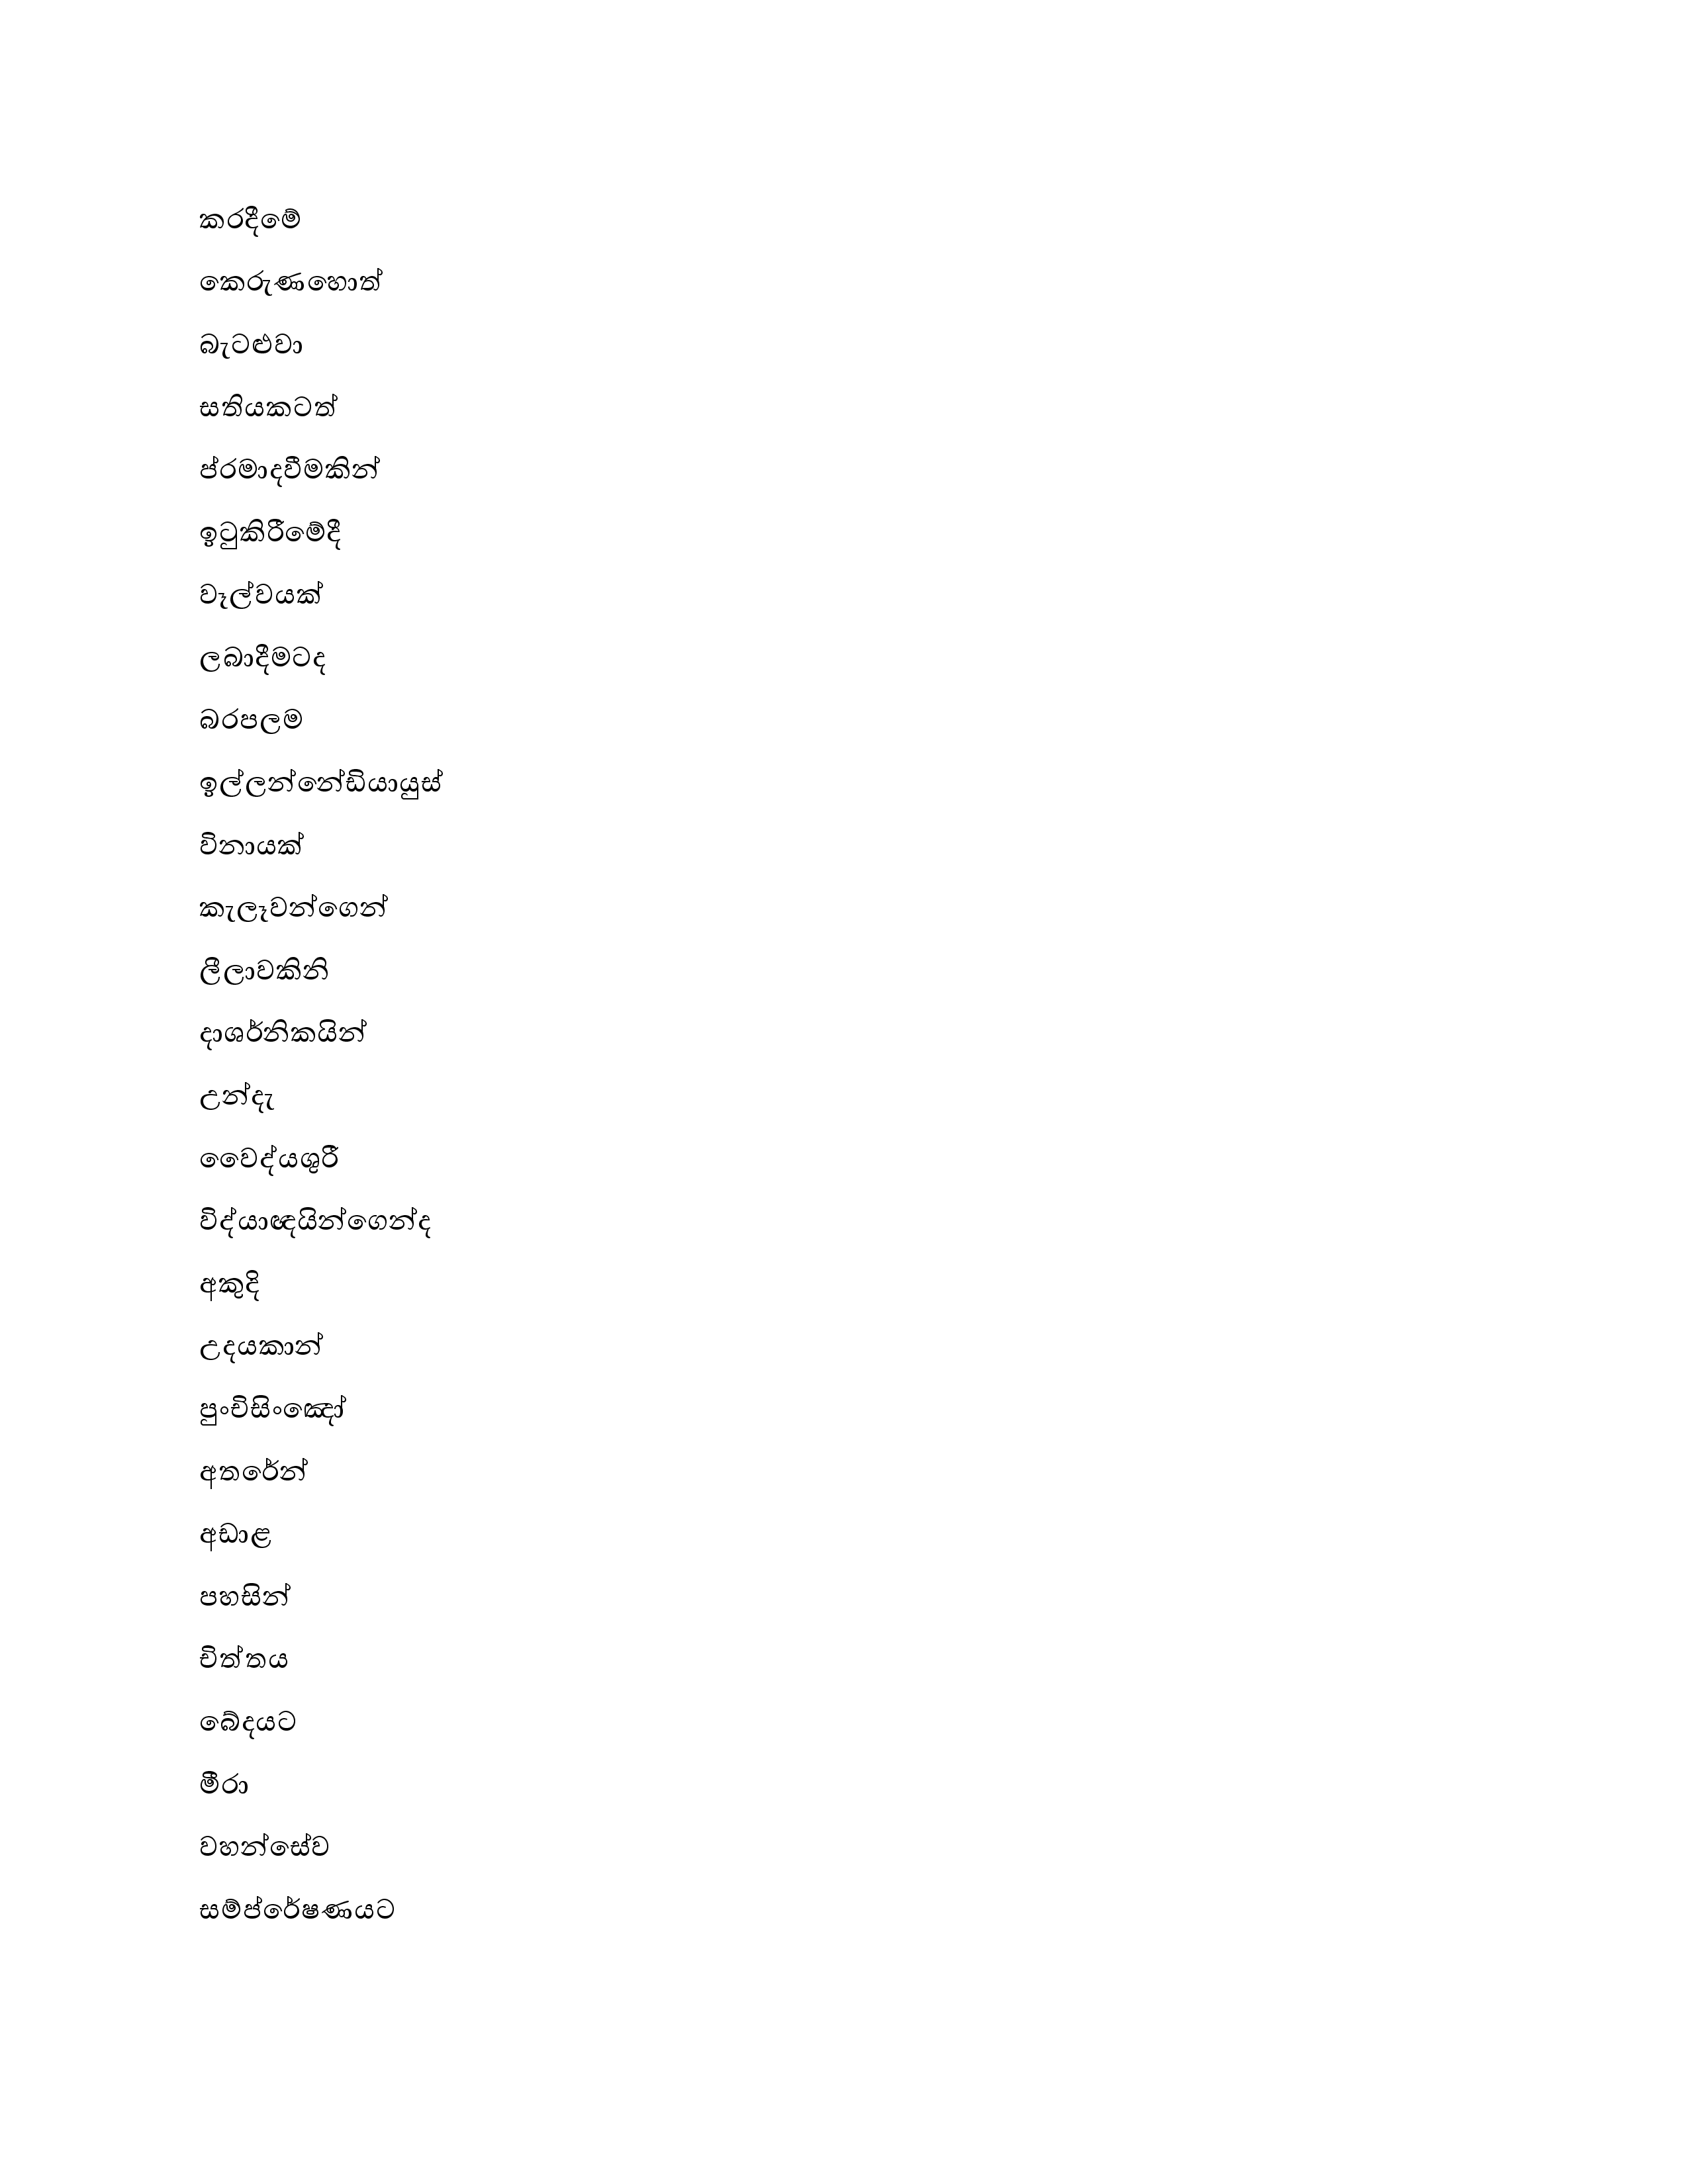 කරදීමේ
කෙරුණහොත්
බැටළුවා
සතියකටත්
ප්රමාදවීමකින්
ඉටුකිරීමේදී
වෑල්වයක්
ලබාදීමටද
බරපලම
ඉල්ලන්නේඩියායුස්
විනායක්
කැලෑවන්ගෙන්
ලීලාවකිනි
දාශර්නිකයින්
උන්දැ
වෛද්යශුරී
විද්යාඥයින්ගෙන්ද
අකුදි
උදයකාන්
පුංචිසිංඤෝ
අතරේන්
අඩාළ
පහසින්
චිත්තය
බේදයට
මීරා
වහන්සේව
සම්ප්රේෂණයට